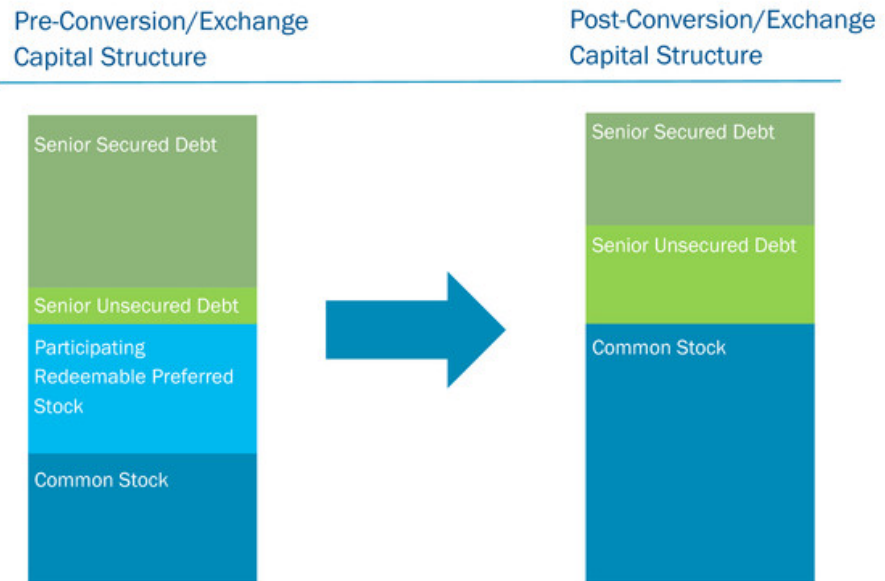 Pre-Conversion/Exchange
Capital Structure
Post-Conversion/Exchange
Capital Structure
Senior Secured Debt
Senior Unsecured Debt
Participating
Redeemable Preferred
Stock
Common Stock
Senior Secured Debt
Senior Unsecured Debt
Common Stock